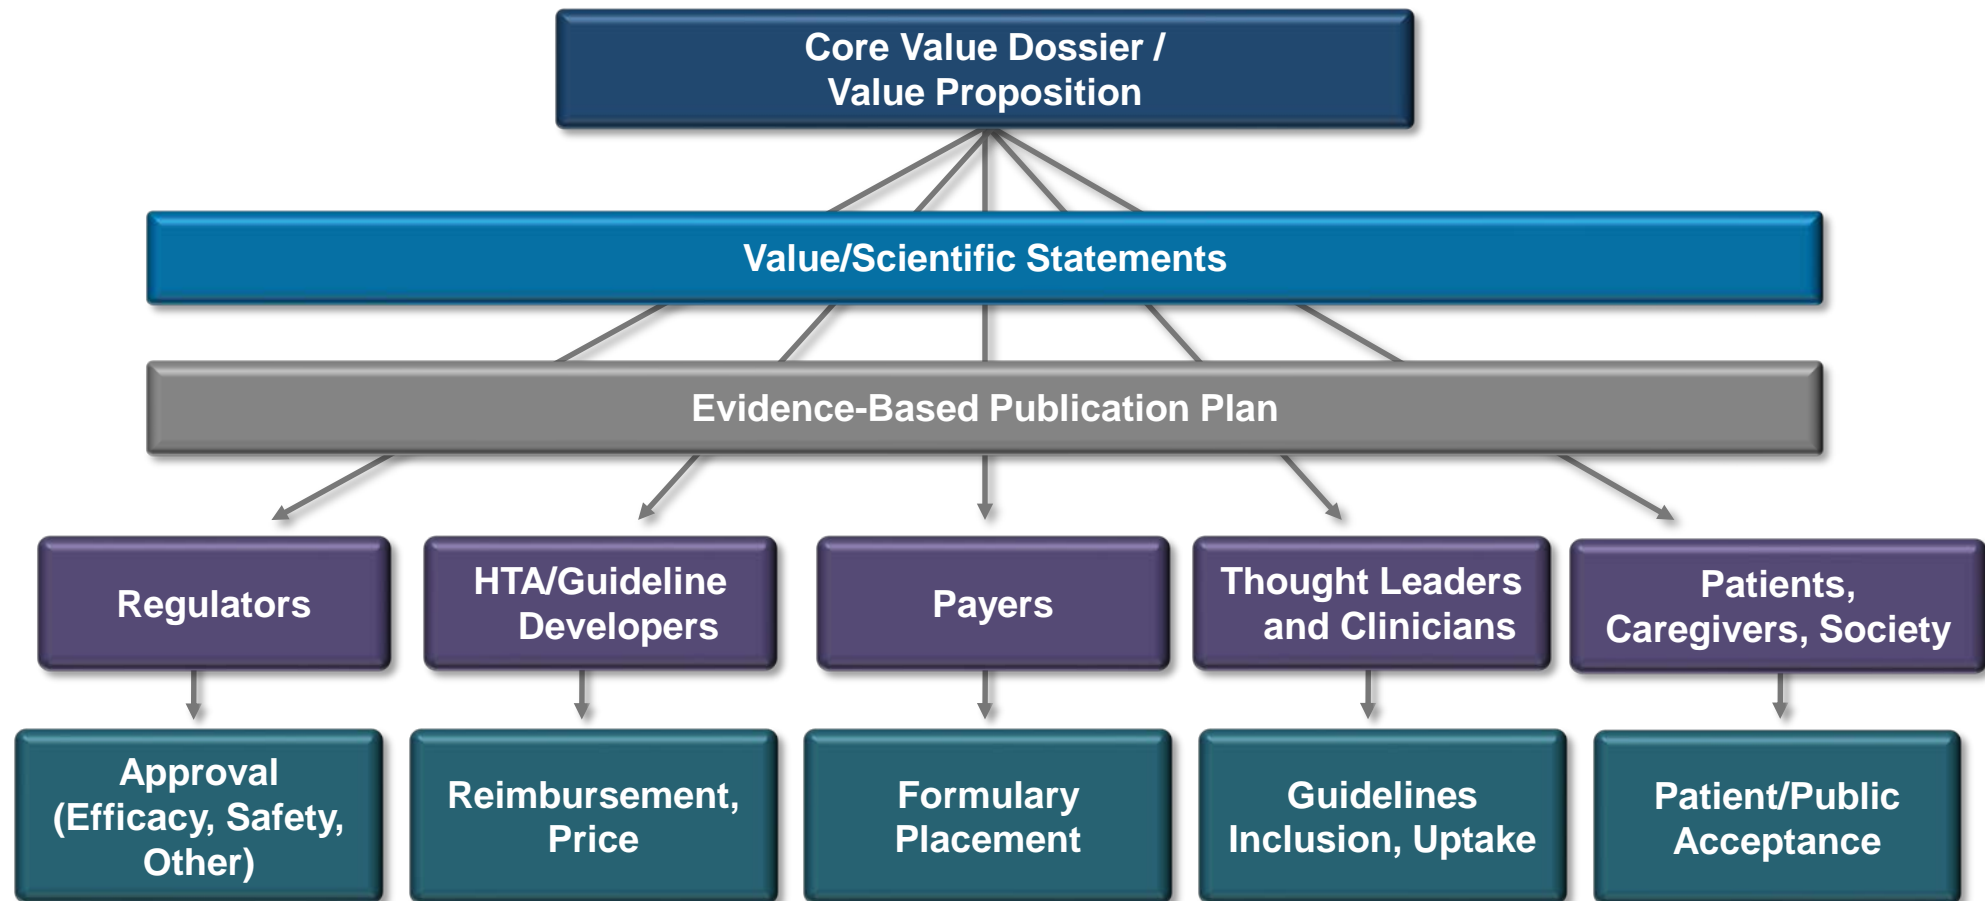 Core Value Dossier /
Value Proposition
Value/Scientific Statements
Evidence-Based Publication Plan
Regulators
HTA/Guideline
Developers
Payers
Thought Leaders
and Clinicians
Patients,
Caregivers, Society
Approval
(Efficacy, Safety,
Other)
Reimbursement,
Price
Formulary
Placement
Guidelines
Inclusion, Uptake
Patient/Public
Acceptance